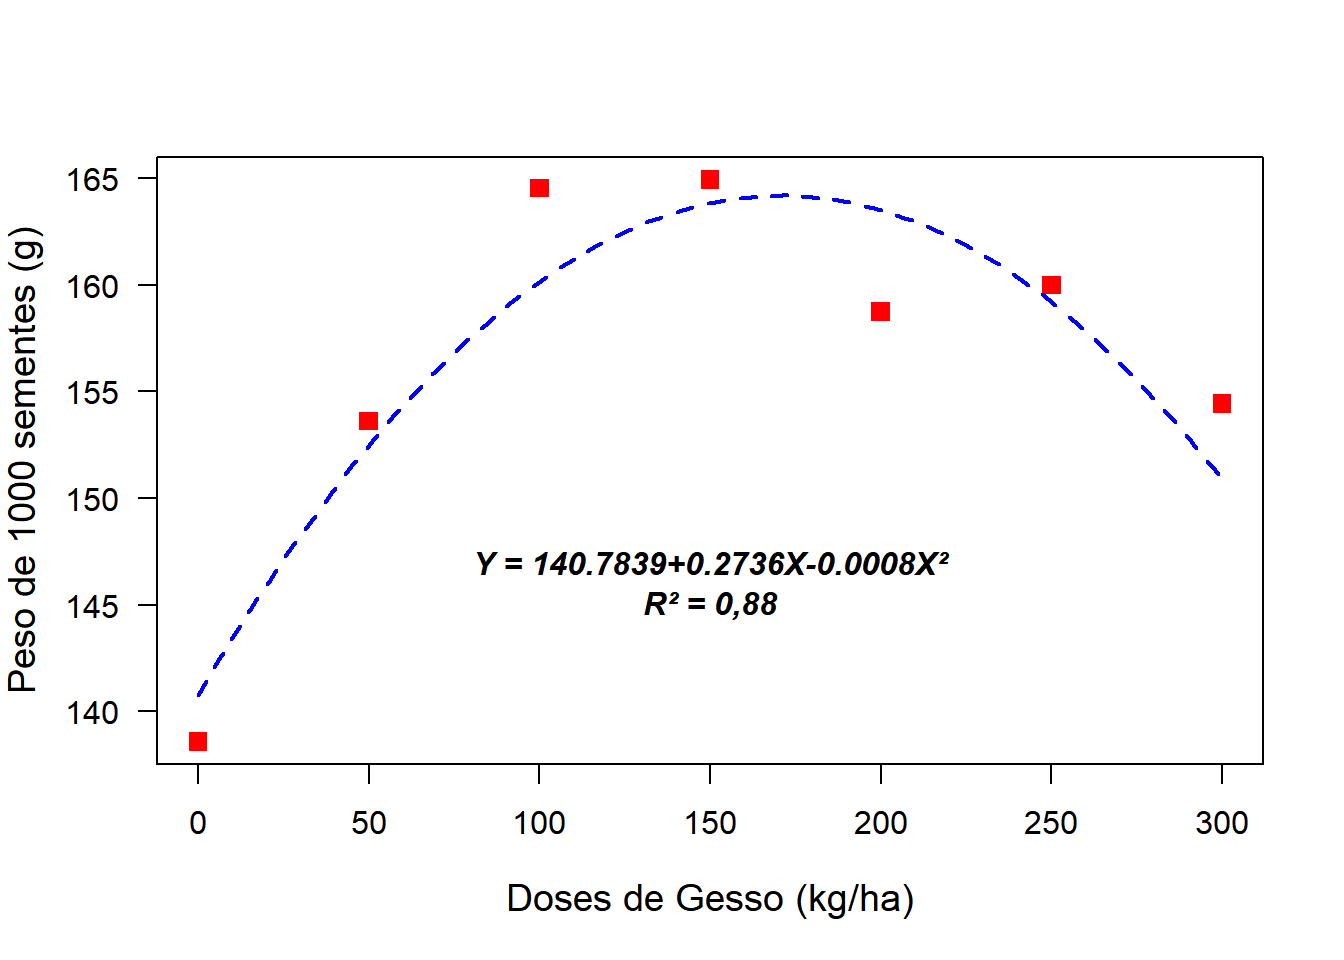 Peso de 1000 sementes (g)
165
160
155
150
145
140
Y = 140.7839+0.2736X-0.0008X²
R² = 0,88
0 50 100 150 200 250 300
Doses de Gesso (kg/ha)